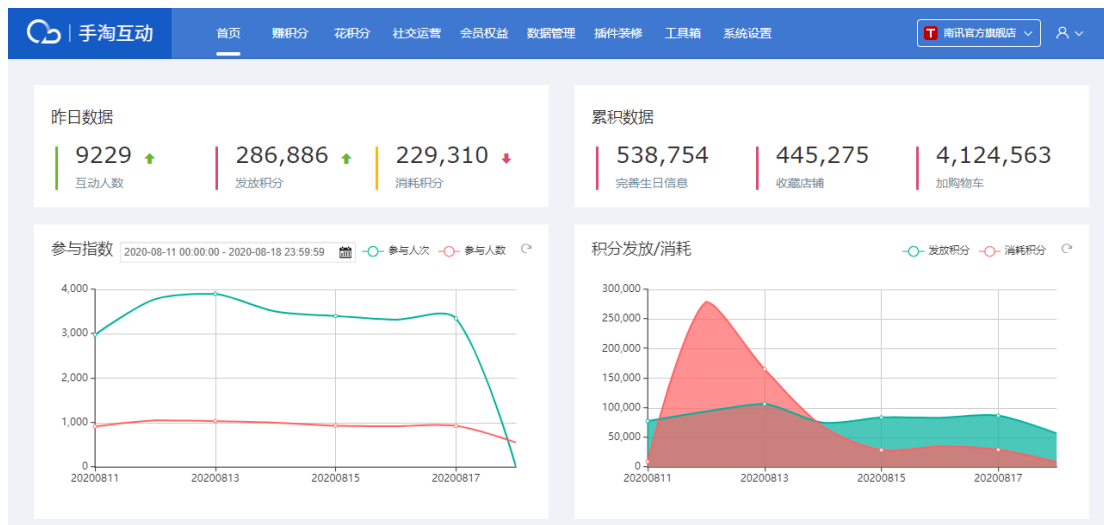 手淘互动 首页 赚积分 花积分 社交运营 会员权益 数据管理 插件装修 工具箱 系统设置 T 南讯官方旗舰店
昨日数据
9229 286,886 229,310
互动人数 发放积分 消耗积分
累积数据
538,754 445,275 4,124,563
完善生日信息 收藏店铺 加购物车
参与指数 2020-08-11 00:00:00 - 2020-08-18 23:59:59 参与人次 参与人数
4,000
3,000
2,000
1,000
0
20200811 20200813 20200815 20200817
积分发放/消耗 发放积分 消耗积分
300,000
250,000
200,000
150,000
100,000
50,000
0
20200811 20200813 20200815 20200817